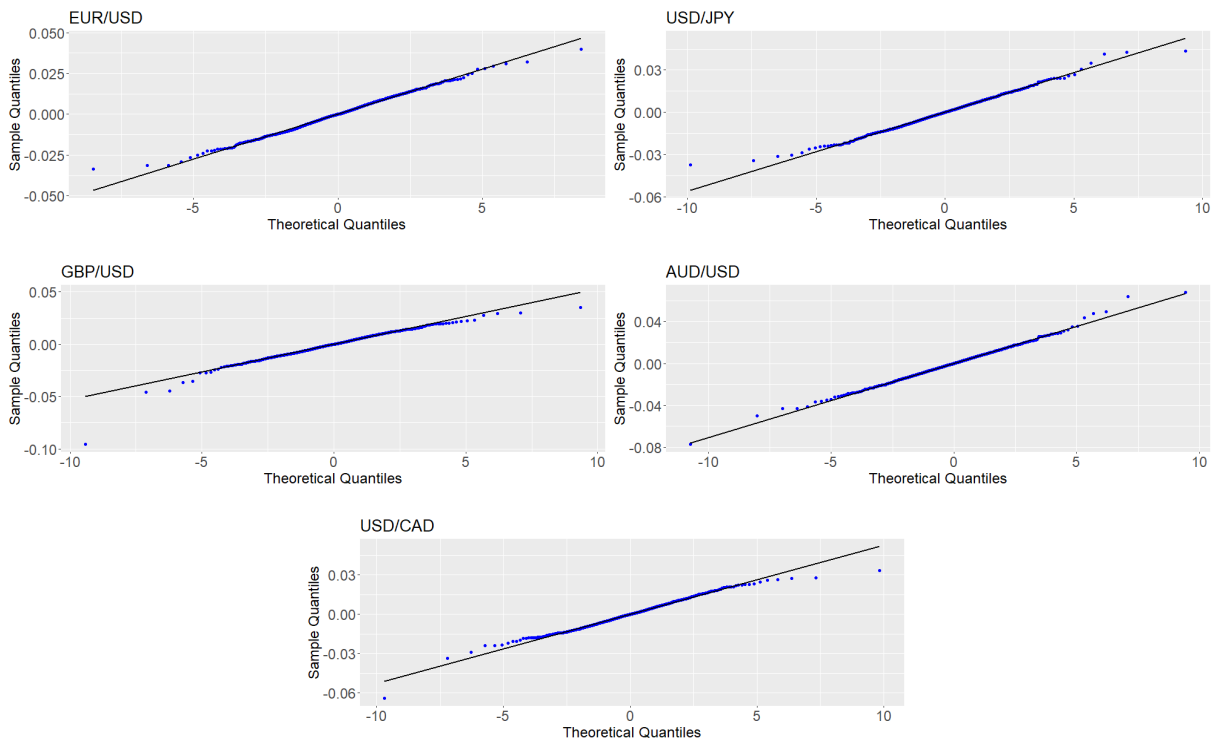 EUR/USD
0.050
0.025
0.000
-0.025
-0.050
Sample Quantiles
-5
0
5
Theoretical Quantiles
USD/JPY
0.03
0.00
-0.03
-0.06
Sample Quantiles
-10
-5
0
5
10
Theoretical Quantiles
GBP/USD
0.05
0.00
-0.05
-0.10
Sample Quantiles
-10
-5
0
5
10
Theoretical Quantiles
AUD/USD
0.04
0.00
-0.04
-0.08
Sample Quantiles
-10
-5
0
5
10
Theoretical Quantiles
USD/CAD
0.03
0.00
-0.03
-0.06
Sample Quantiles
-10
-5
0
5
10
Theoretical Quantiles